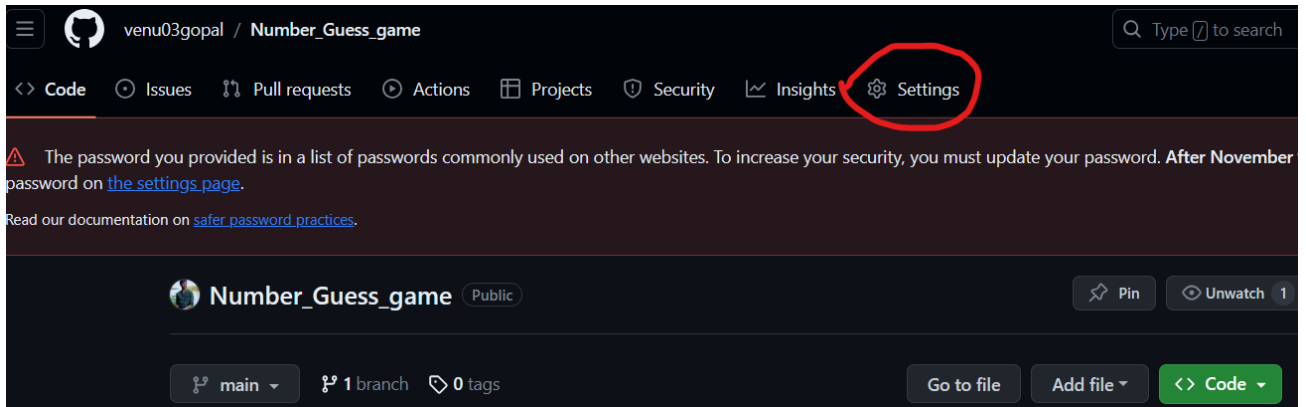 venu03gopal / Number_Guess_game
Type / to search
Code Issues Pull requests Actions Projects Security Insights Settings
The password you provided is in a list of passwords commonly used on other websites. To increase your security, you must update your password. After November
password on the settings page.
Read our documentation on safer password practices.
Number_Guess_game Public
Pin Unwatch 1
main 1 branch 0 tags
Go to file Add file <> Code